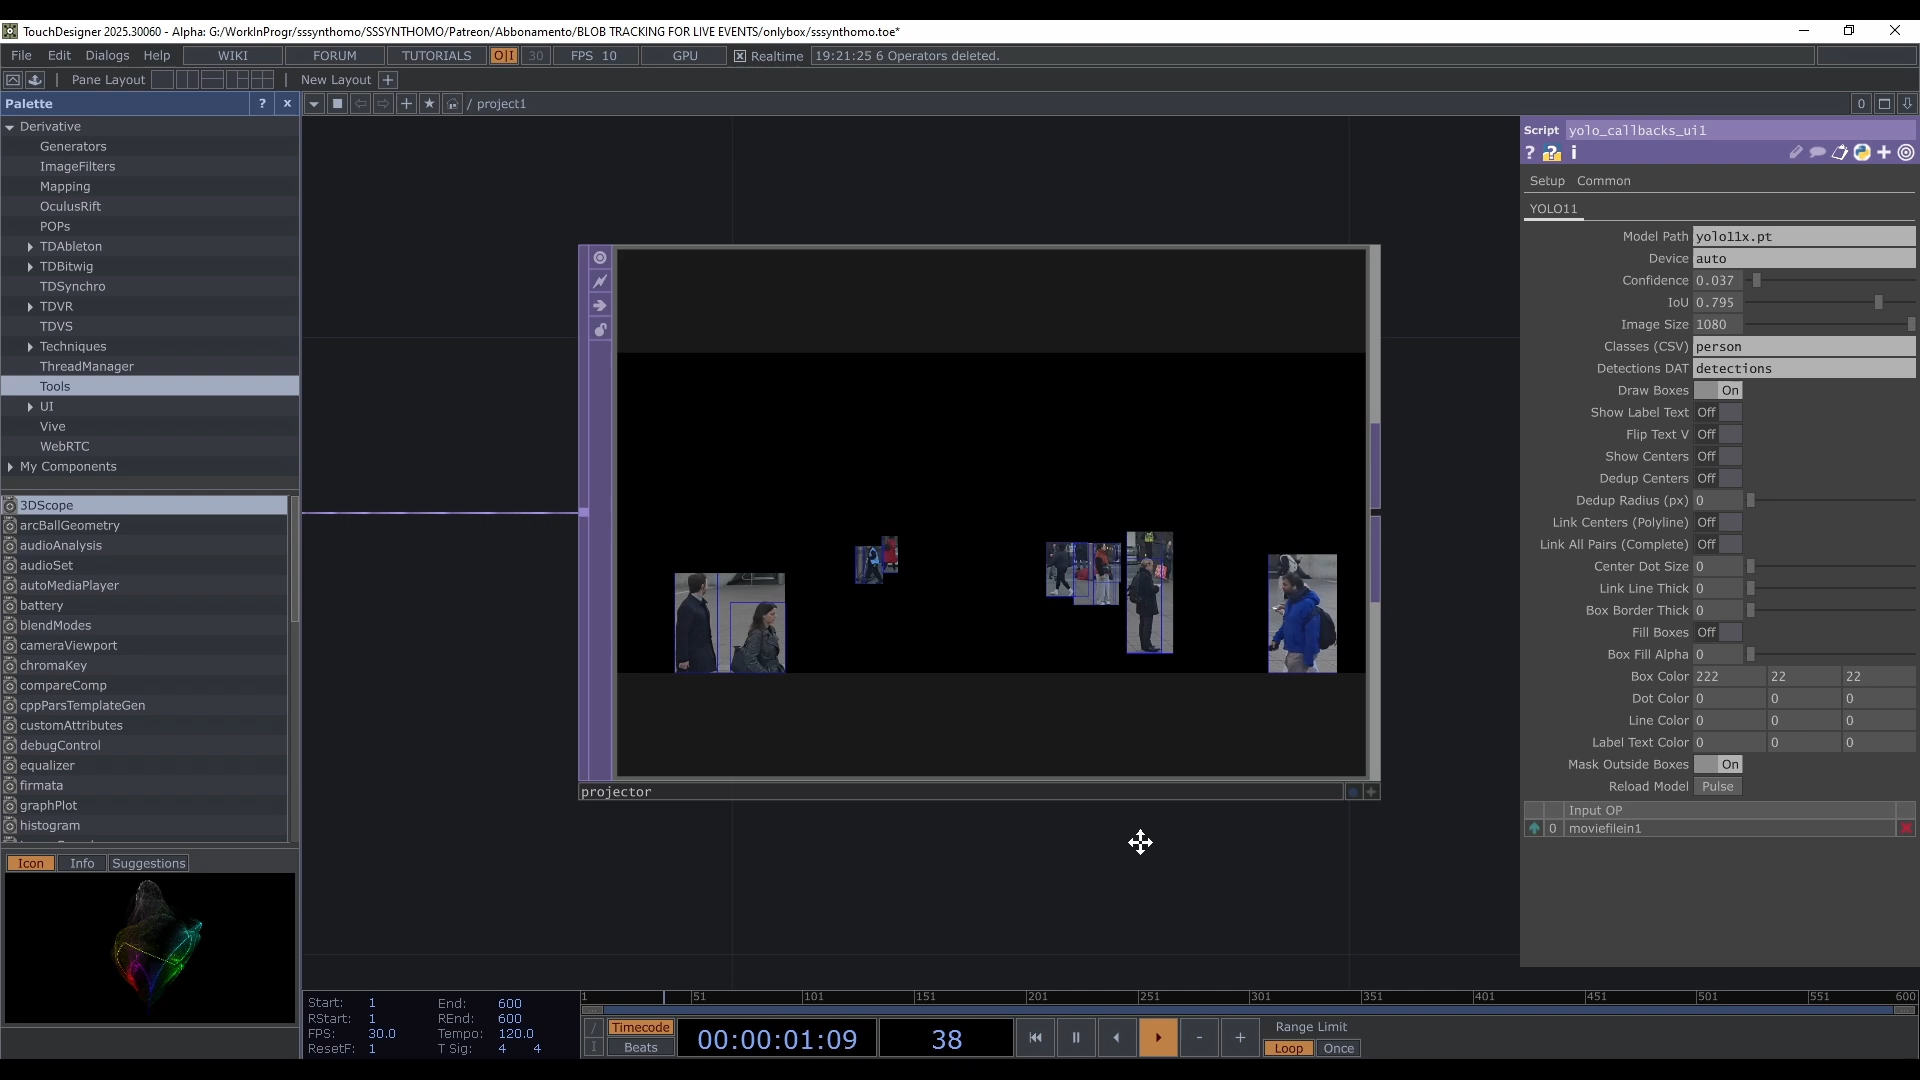 TouchDesigner 2025.30060 - Alpha: G:/WorkInProgr/sssynthomo/SSSYNTHOMO/Patreon/Abbonamento/BLOB TRACKING FOR LIVE EVENTS/onlybox/sssynthomo.toe*
File Edit Dialogs Help WIKI FORUM TUTORIALS O|I 30 FPS 10 GPU Realtime 19:21:25 6 Operators deleted.
Pane Layout New Layout +
Palette ? x
/ project1 0
Derivative
Generators
ImageFilters
Mapping
OculusRift
POPs
TDAbleton
TDBitwig
TDSynchro
TDVR
TDVS
Techniques
ThreadManager
Tools
UI
Vive
WebRTC
My Components
3DScope
arcBallGeometry
audioAnalysis
audioSet
autoMediaPlayer
battery
blendModes
cameraViewport
chromaKey
compareComp
cppParsTemplateGen
customAttributes
debugControl
equalizer
firmata
graphPlot
histogram
Icon Info Suggestions
projector
Script yolo_callbacks_ui1
? ? i
Setup Common
YOLO11
Model Path yolo11x.pt
Device auto
Confidence 0.037
IoU 0.795
Image Size 1080
Classes (CSV) person
Detections DAT detections
Draw Boxes On
Show Label Text Off
Flip Text V Off
Show Centers Off
Dedup Centers Off
Dedup Radius (px) 0
Link Centers (Polyline) Off
Link All Pairs (Complete) Off
Center Dot Size 0
Link Line Thick 0
Box Border Thick 0
Fill Boxes Off
Box Fill Alpha 0
Box Color 222 22 22
Dot Color 0 0 0
Line Color 0 0 0
Label Text Color 0 0 0
Mask Outside Boxes On
Reload Model Pulse
Input OP
0 moviefilein1
Start: 1 End: 600
RStart: 1 REnd: 600
FPS: 30.0 Tempo: 120.0
ResetF: 1 T Sig: 4 4
1 51 101 151 201 251 301 351 401 451 501 551 600
/ Timecode
I Beats
00:00:01:09 38
- +
Range Limit
Loop Once